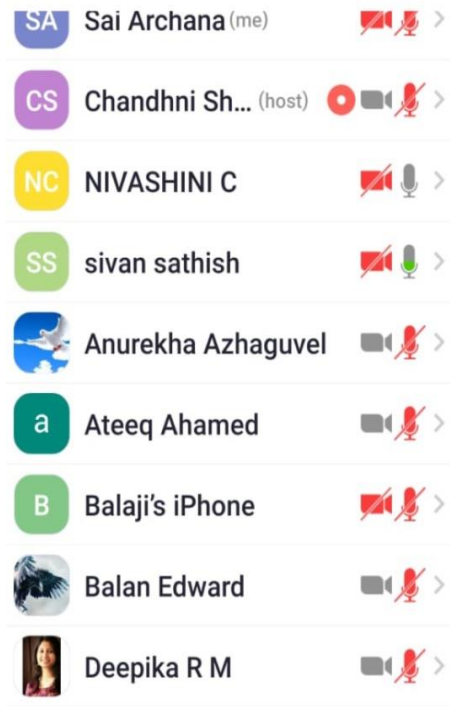 SA Sai Archana (me)
CS Chandhni Sh... (host)
NC NIVASHINI C
SS sivan sathish
Anurekha Azhaguvel
a Ateeq Ahamed
B Balaji's iPhone
Balan Edward
Deepika R M